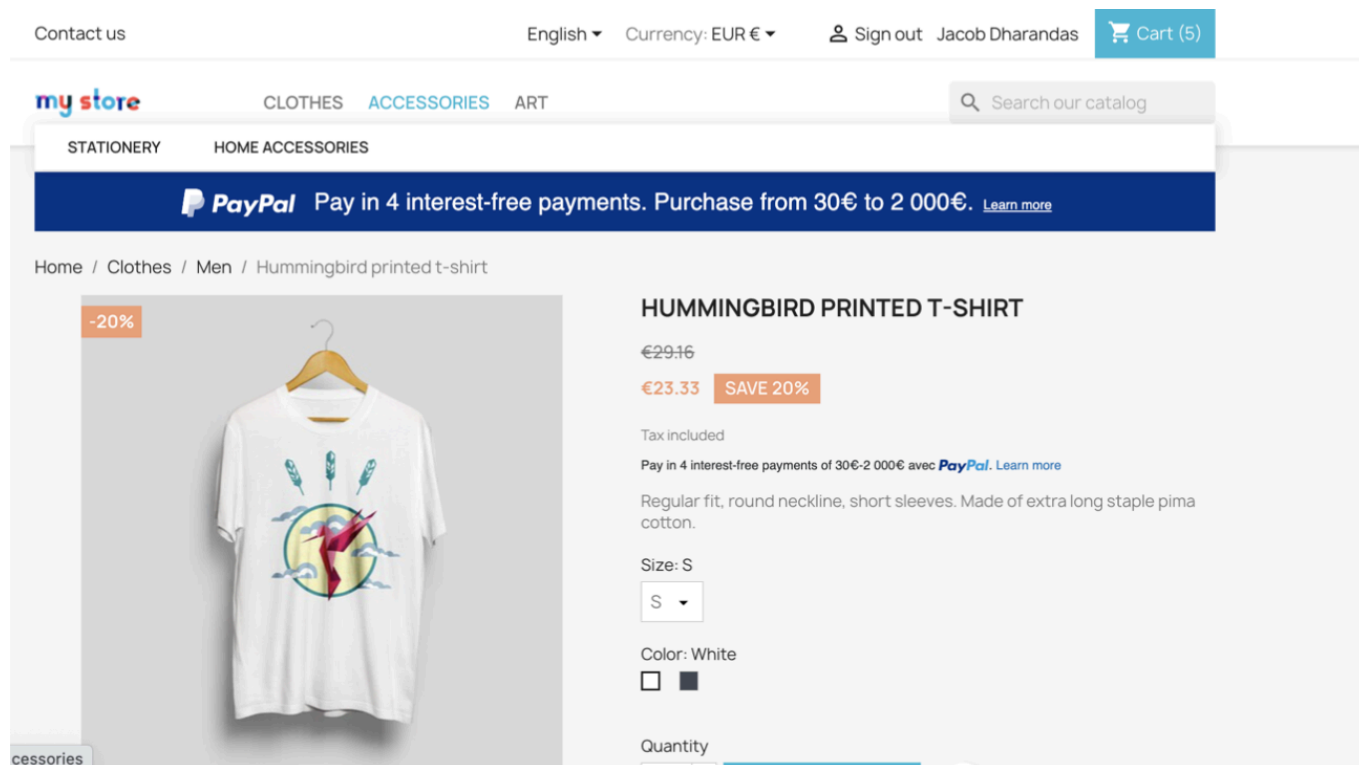 Contact us
English Currency: EUR € Sign out Jacob Dharandas Cart (5)
my store CLOTHES ACCESSORIES ART Search our catalog
STATIONERY HOME ACCESSORIES
PayPal Pay in 4 interest-free payments. Purchase from 30€ to 2 000€. Learn more
Home / Clothes / Men / Hummingbird printed t-shirt
-20%
HUMMINGBIRD PRINTED T-SHIRT
€29.16
€23.33 SAVE 20%
Tax included
Pay in 4 interest-free payments of 30€-2 000€ avec PayPal. Learn more
Regular fit, round neckline, short sleeves. Made of extra long staple pima
cotton.
Size: S
S
Color: White
Quantity
cessories